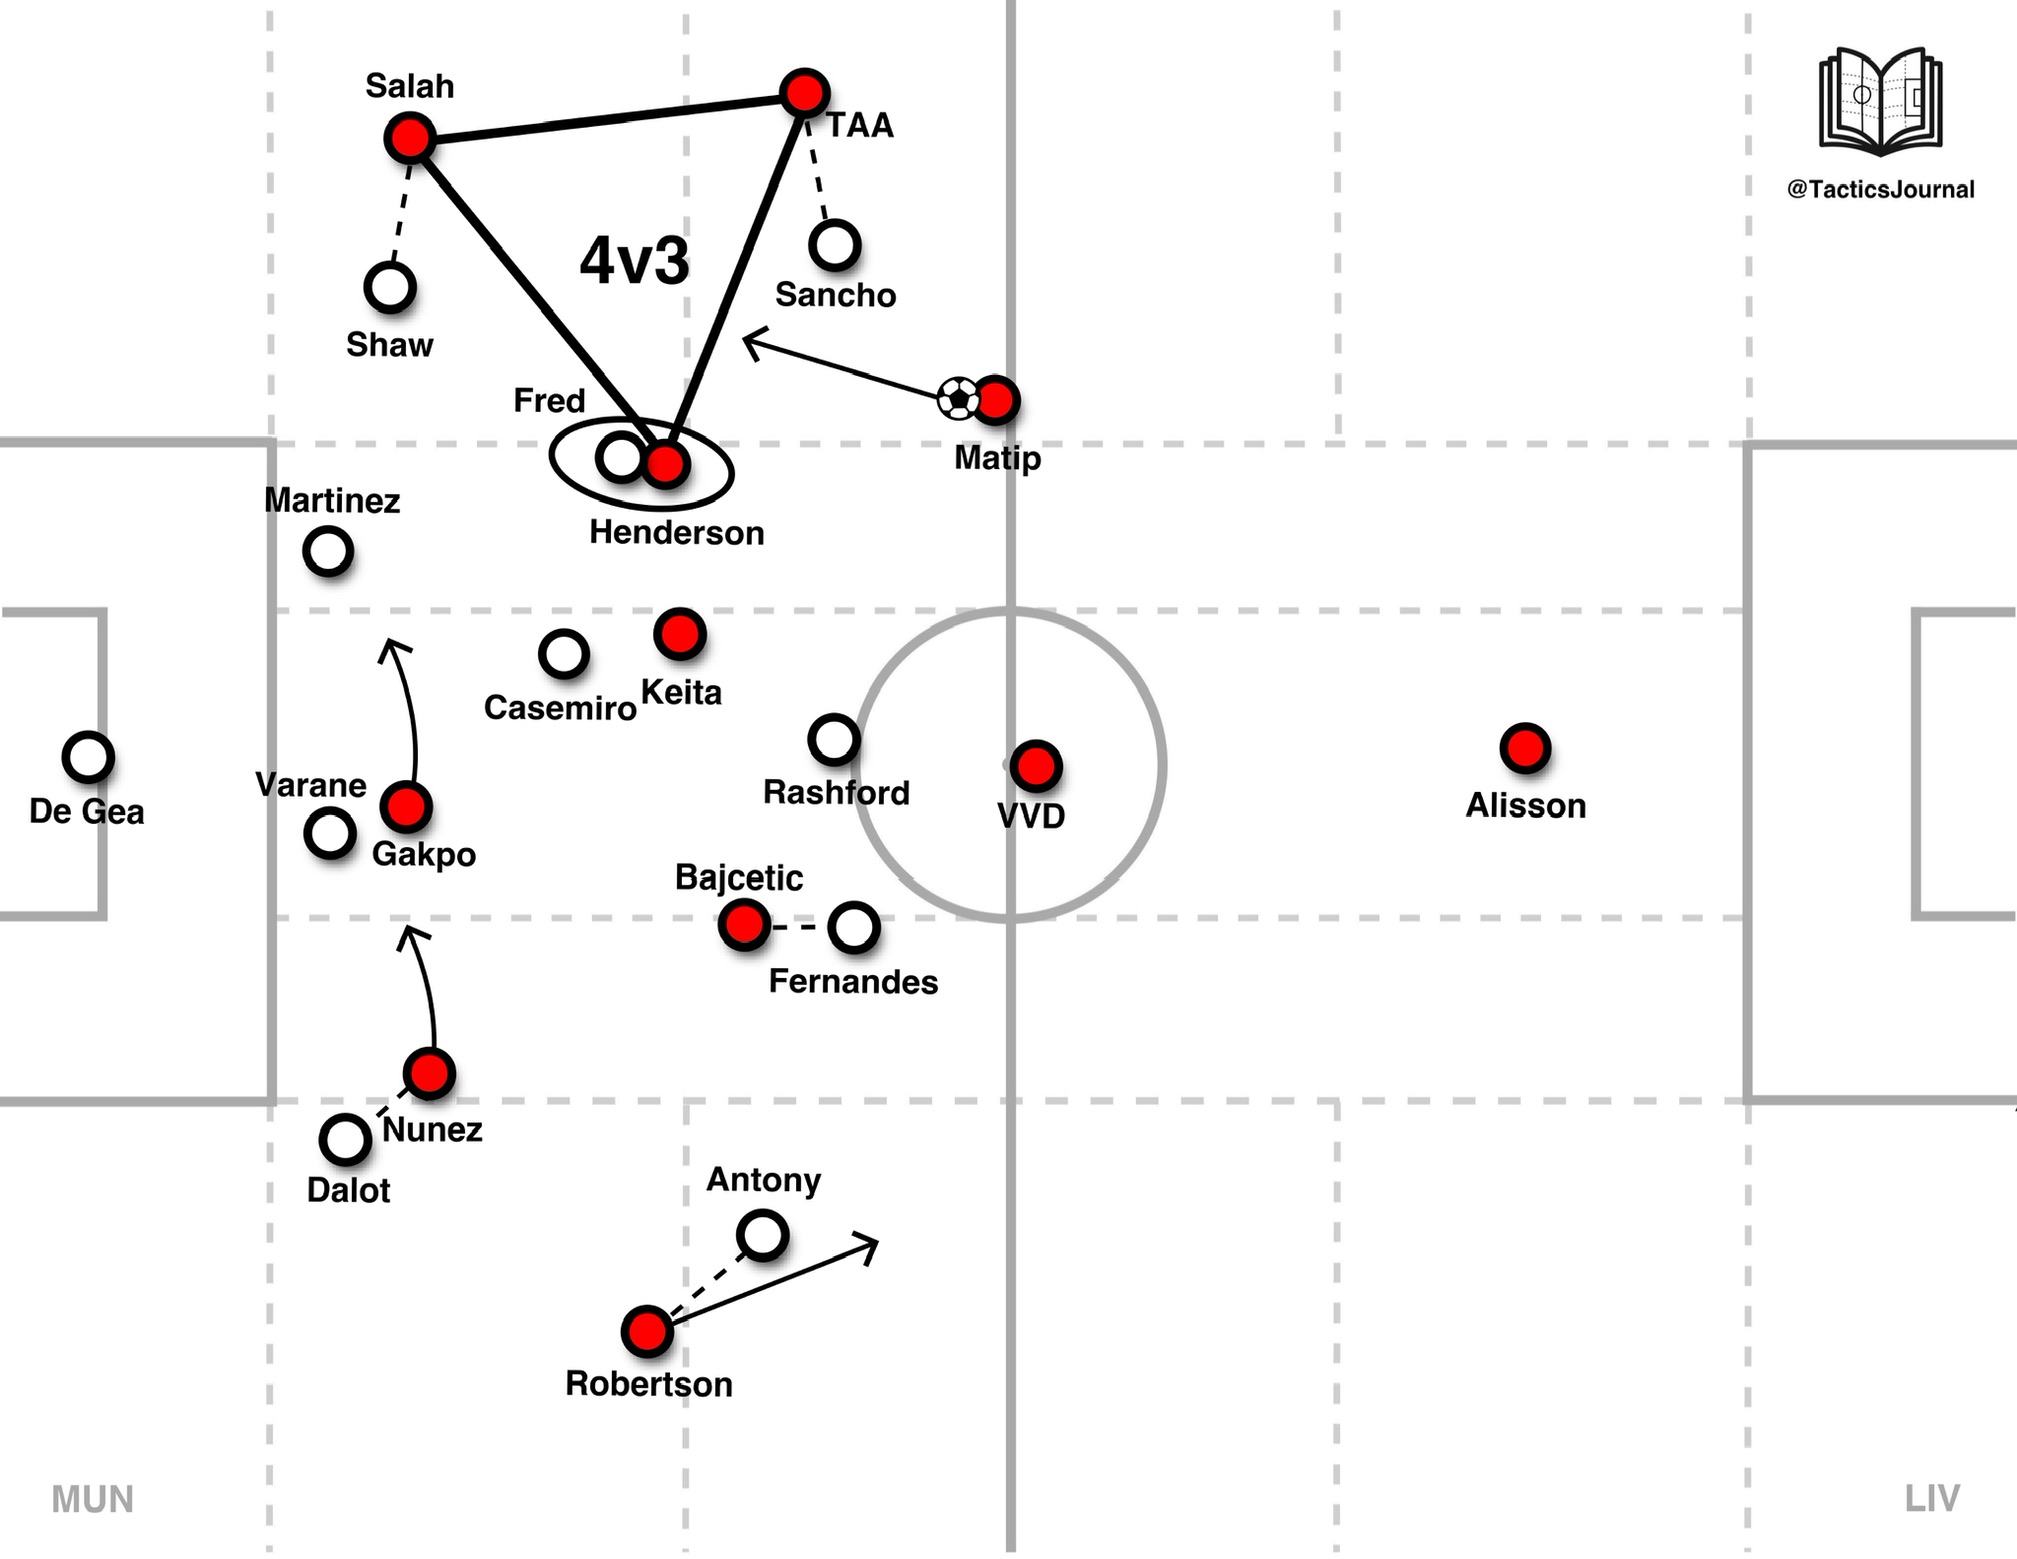 Salah
TAA
@TacticsJournal
4v3
Sancho
Shaw
Fred
Matip
Martinez
Henderson
Casemiro
Keita
Varane
Rashford
De Gea
VVD
Alisson
Gakpo
Bajcetic
Fernandes
Nunez
Dalot
Antony
Robertson
MUN
LIV